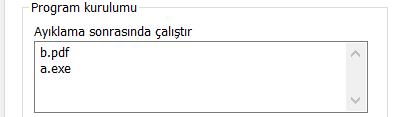 Program kurulumu
Ayıklama sonrasında çalıştır
b.pdf
a.exe